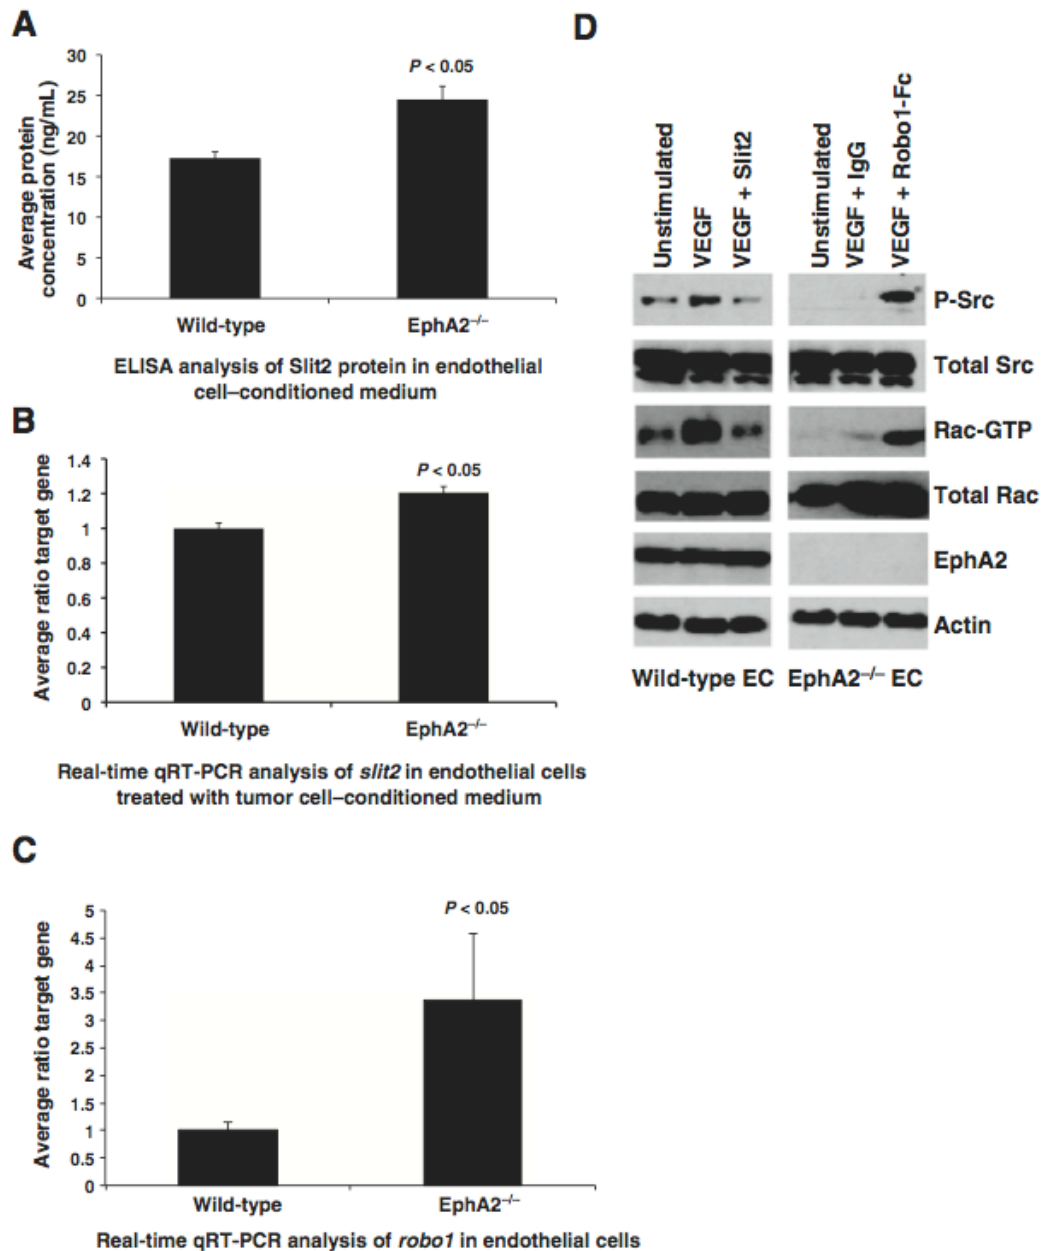 A
30
25
20
15
10
5
0
Average protein
concentration (ng/mL)
P < 0.05
Wild-type
EphA2–/–
ELISA analysis of Slit2 protein in endothelial
cell–conditioned medium
B
1.4
1.2
1
0.8
0.6
0.4
0.2
0
Average ratio target gene
P < 0.05
Wild-type
EphA2–/–
Real-time qRT-PCR analysis of slit2 in endothelial cells
treated with tumor cell–conditioned medium
C
5
4.5
4
3.5
3
2.5
2
1.5
1
0.5
0
Average ratio target gene
P < 0.05
Wild-type
EphA2–/–
Real-time qRT-PCR analysis of robo1 in endothelial cells
D
Unstimulated
VEGF
VEGF + Slit2
Unstimulated
VEGF + IgG
VEGF + Robo1-Fc
P-Src
Total Src
Rac-GTP
Total Rac
EphA2
Actin
Wild-type EC
EphA2–/– EC